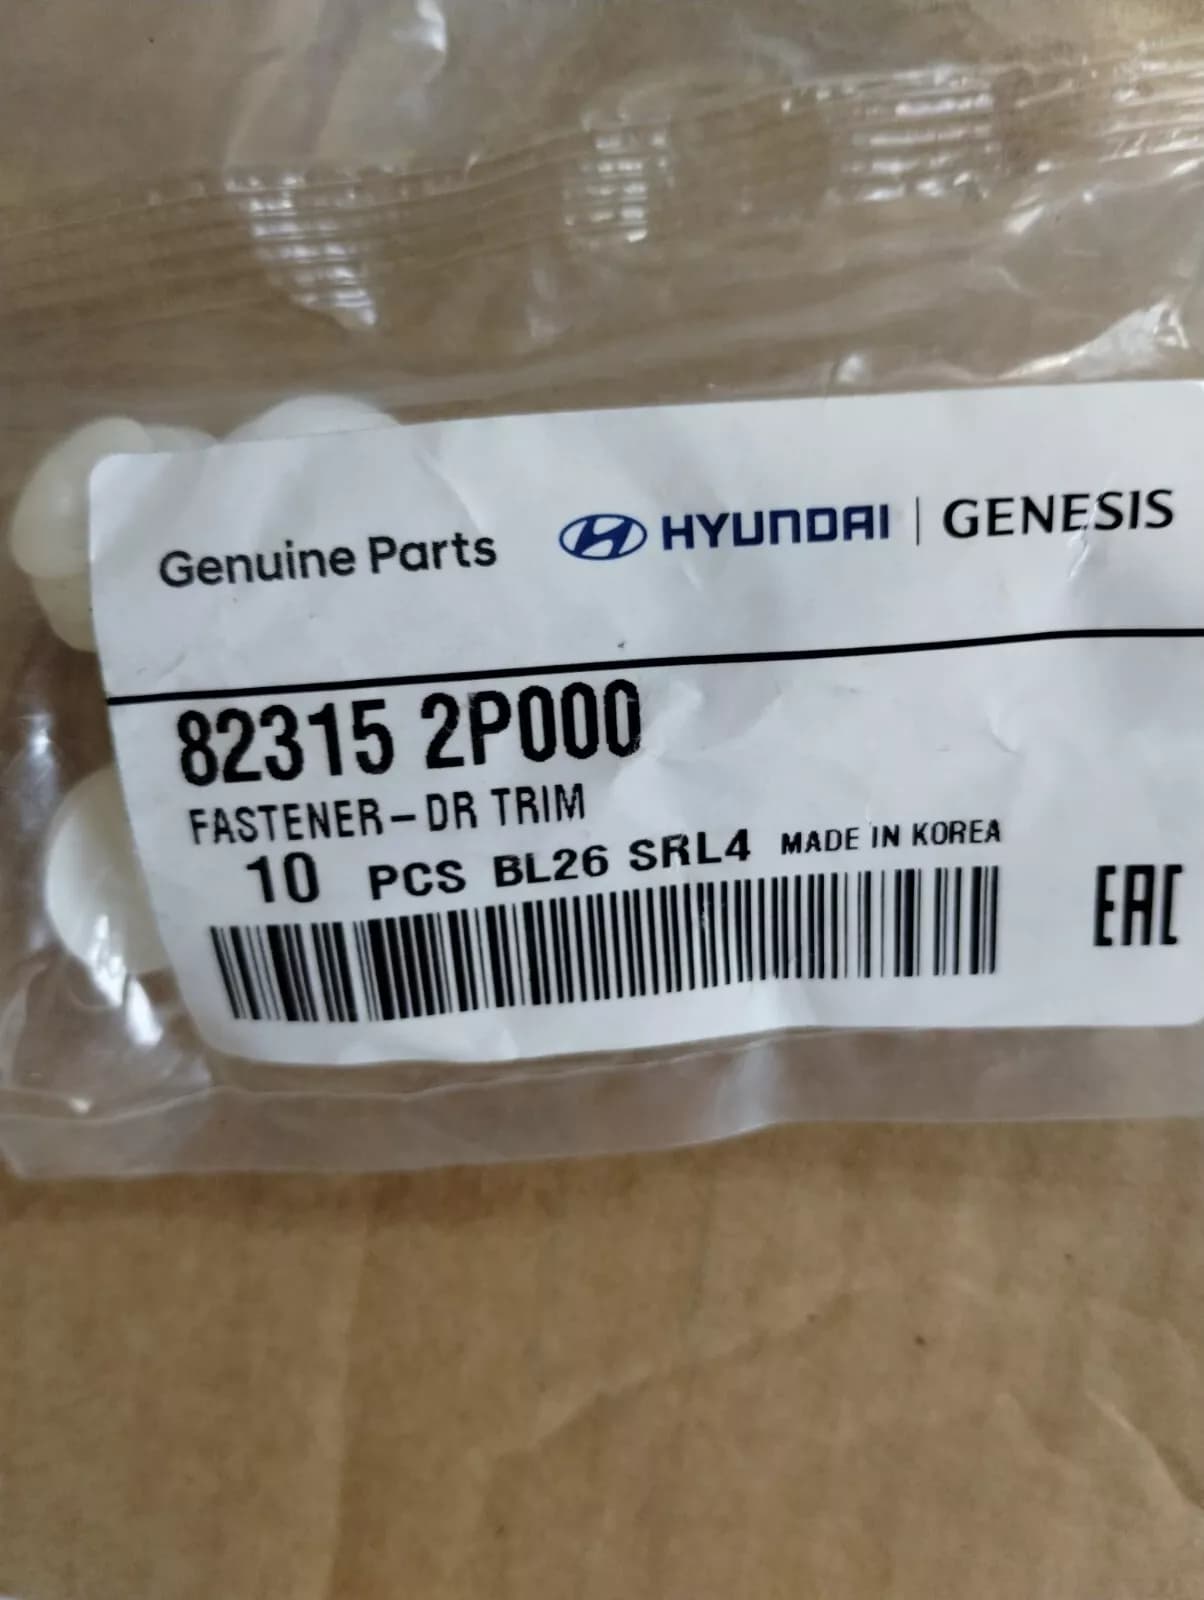 Genuine Parts HYUNDAI | GENESIS
82315 2P000
FASTENER-DR TRIM
10 PCS BL26 SRL4 MADE IN KOREA
EAC